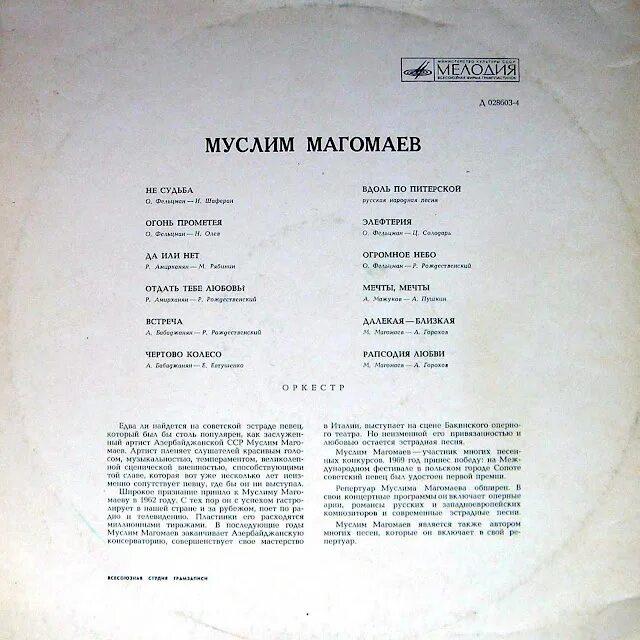 МИНИСТЕРСТВО КУЛЬТУРЫ СССР
МЕЛОДИЯ
ВСЕСОЮЗНАЯ ФИРМА ГРАМПЛАСТИНОК
Д 028603-4
МУСЛИМ МАГОМАЕВ
НЕ СУДЬБА
О. Фельцман — И. Шаферан
ОГОНЬ ПРОМЕТЕЯ
О. Фельцман — Н. Олев
ДА ИЛИ НЕТ
Р. Амирханян — М. Рябинин
ОТДАТЬ ТЕБЕ ЛЮБОВЬ!
Р. Амирханян — Р. Рождественский
ВСТРЕЧА
А. Бабаджанян — Р. Рождественский
ЧЕРТОВО КОЛЕСО
А. Бабаджанян — Е. Евтушенко
ВДОЛЬ ПО ПИТЕРСКОЙ
русская народная песня
ЭЛЕФТЕРИЯ
О. Фельцман — Ц. Солодарь
ОГРОМНОЕ НЕБО
О. Фельцман — Р. Рождественский
МЕЧТЫ, МЕЧТЫ
А. Мажуков — А. Пушкин
ДАЛЕКАЯ — БЛИЗКАЯ
М. Магомаев — А. Горохов
РАПСОДИЯ ЛЮБВИ
М. Магомаев — А. Горохов
ОРКЕСТР
Едва ли найдется на советской эстраде певец,
который был бы столь популярен, как заслужен-
ный артист Азербайджанской ССР Муслим Маго-
маев. Артист пленяет слушателей красивым голо-
сом, музыкальностью, темпераментом, великолеп-
ной сценической внешностью, способствующими
той славе, которая вот уже несколько лет неиз-
менно сопутствует певцу, где бы он ни выступал.
Широкое признание пришло к Муслиму Маго-
маеву в 1962 году. С тех пор он с успехом гастро-
лирует в нашей стране и за рубежом, поет по ра-
дио и телевидению. Пластинки его расходятся
миллионными тиражами. В последующие годы
Муслим Магомаев заканчивает Азербайджанскую
консерваторию, совершенствует свое мастерство
в Италии, выступает на сцене Бакинского оперно-
го театра. Но неизменной его привязанностью и
любовью остается эстрадная песня.
Муслим Магомаев — участник многих песен-
ных конкурсов. 1969 год принес победу: на Меж-
дународном фестивале в польском городе Сопоте
советский певец был удостоен первой премии.
Репертуар Муслима Магомаева обширен. В
свои концертные программы он включает оперные
арии, романсы русских и западноевропейских
композиторов и современные эстрадные песни.
Муслим Магомаев является также автором
многих песен, которые он включает в свой ре-
пертуар.
ВСЕСОЮЗНАЯ СТУДИЯ ГРАМЗАПИСИ